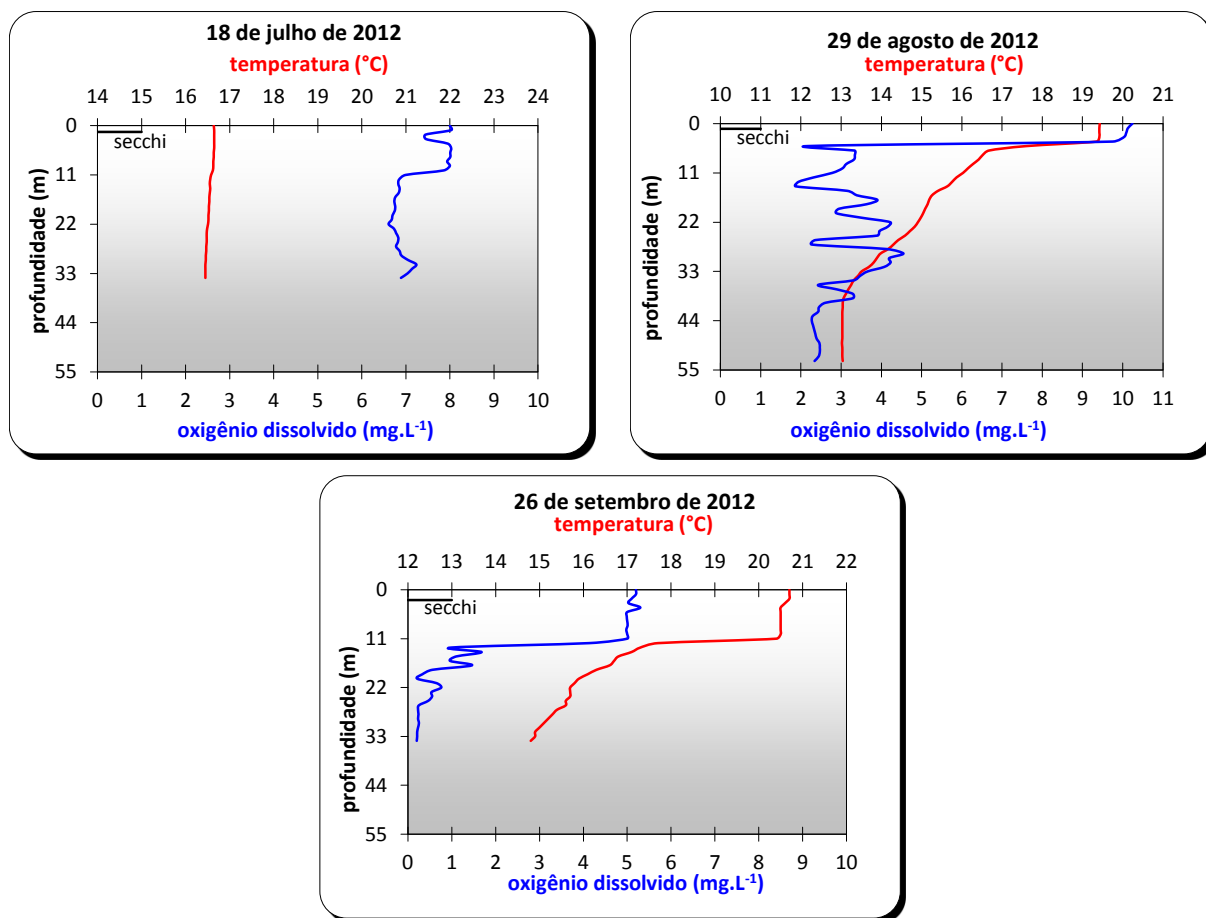 18 de julho de 2012
temperatura (°C)
14 15 16 17 18 19 20 21 22 23 24
0
secchi
11
22
33
44
55
profundidade (m)
0 1 2 3 4 5 6 7 8 9 10
oxigênio dissolvido (mg.L-1)
29 de agosto de 2012
temperatura (°C)
10 11 12 13 14 15 16 17 18 19 20 21
0
secchi
11
22
33
44
55
profundidade (m)
0 1 2 3 4 5 6 7 8 9 10 11
oxigênio dissolvido (mg.L-1)
26 de setembro de 2012
temperatura (°C)
12 13 14 15 16 17 18 19 20 21 22
0
secchi
11
22
33
44
55
profundidade (m)
0 1 2 3 4 5 6 7 8 9 10
oxigênio dissolvido (mg.L-1)